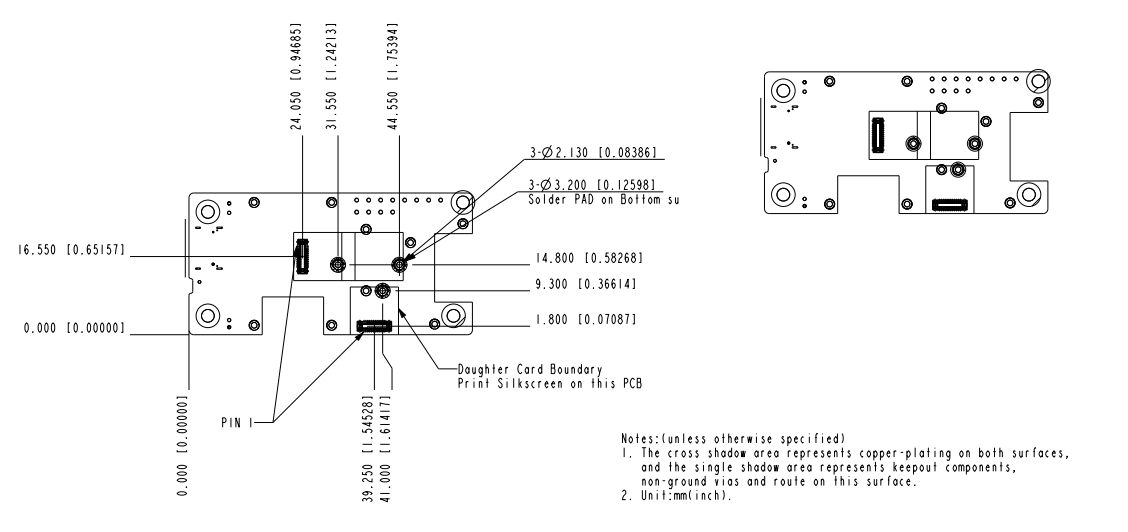 24.050 [0.94685]
31.550 [1.24213]
44.550 [1.75394]
3-Ø2.130 [0.08386]
3-Ø3.200 [0.12598]
Solder PAD on Bottom su
16.550 [0.65157]
14.800 [0.58268]
9.300 [0.36614]
1.800 [0.07087]
0.000 [0.00000]
Daughter Card Boundary
Print Silkscreen on this PCB
PIN 1
0.000 [0.00000]
39.250 [1.54528]
41.000 [1.61417]
Notes:(unless otherwise specified)
1. The cross shadow area represents copper-plating on both surfaces,
and the single shadow area represents keepout components,
non-ground vias and route on this surface.
2. Unit:mm(inch).